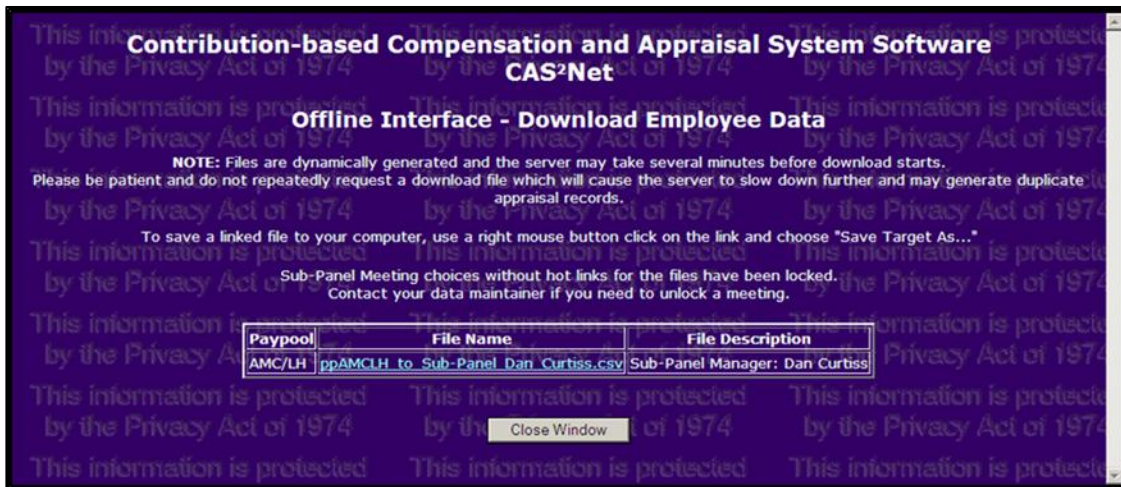 Contribution-based Compensation and Appraisal System Software
CAS²Net
Offline Interface - Download Employee Data
NOTE: Files are dynamically generated and the server may take several minutes before download starts.
Please be patient and do not repeatedly request a download file which will cause the server to slow down further and may generate duplicate
appraisal records.
To save a linked file to your computer, use a right mouse button click on the link and choose "Save Target As..."
Sub-Panel Meeting choices without hot links for the files have been locked.
Contact your data maintainer if you need to unlock a meeting.
Paypool File Name File Description
AMC/LH ppAMCLH_to_Sub-Panel_Dan_Curtiss.csv Sub-Panel Manager: Dan Curtiss
Close Window
This information is protected
by the Privacy Act of 1974